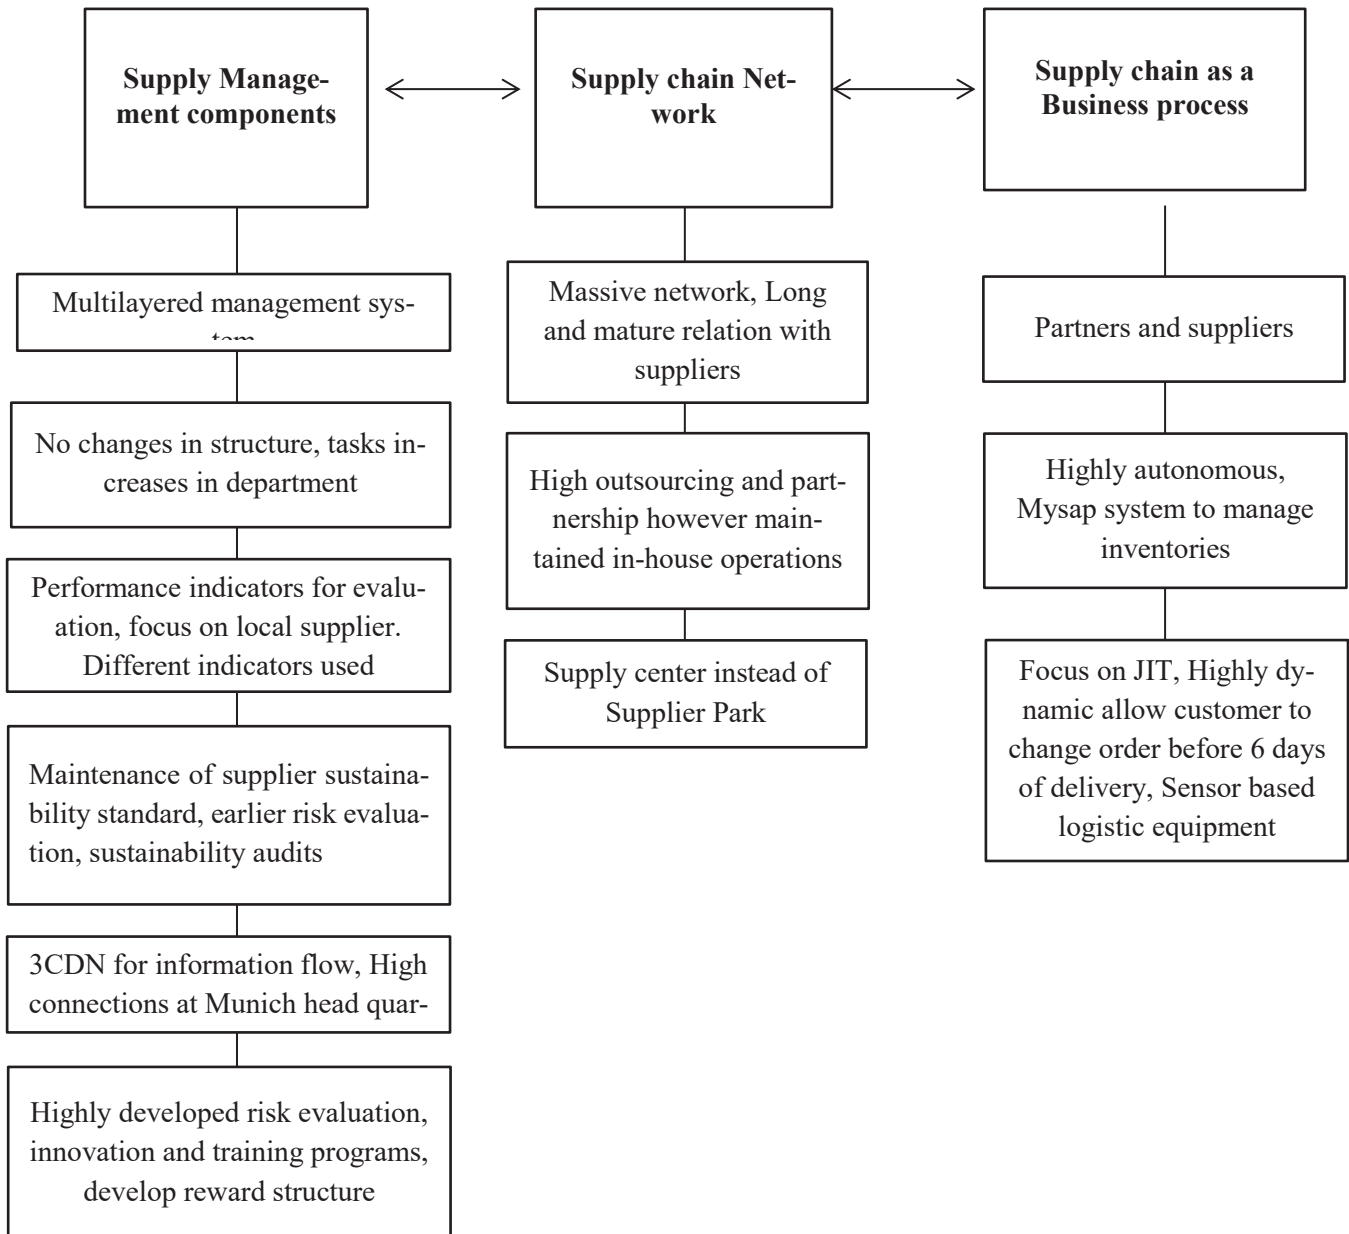 Supply Manage-
ment components
Supply chain Net-
work
Supply chain as a
Business process
Multilayered management sys-
Massive network, Long
and mature relation with
suppliers
Partners and suppliers
No changes in structure, tasks in-
creases in department
High outsourcing and part-
nership however main-
tained in-house operations
Highly autonomous,
Mysap system to manage
inventories
Performance indicators for evalu-
ation, focus on local supplier.
Different indicators used
Supply center instead of
Supplier Park
Focus on JIT, Highly dy-
namic allow customer to
change order before 6 days
of delivery, Sensor based
logistic equipment
Maintenance of supplier sustaina-
bility standard, earlier risk evalua-
tion, sustainability audits
3CDN for information flow, High
connections at Munich head quar-
Highly developed risk evaluation,
innovation and training programs,
develop reward structure